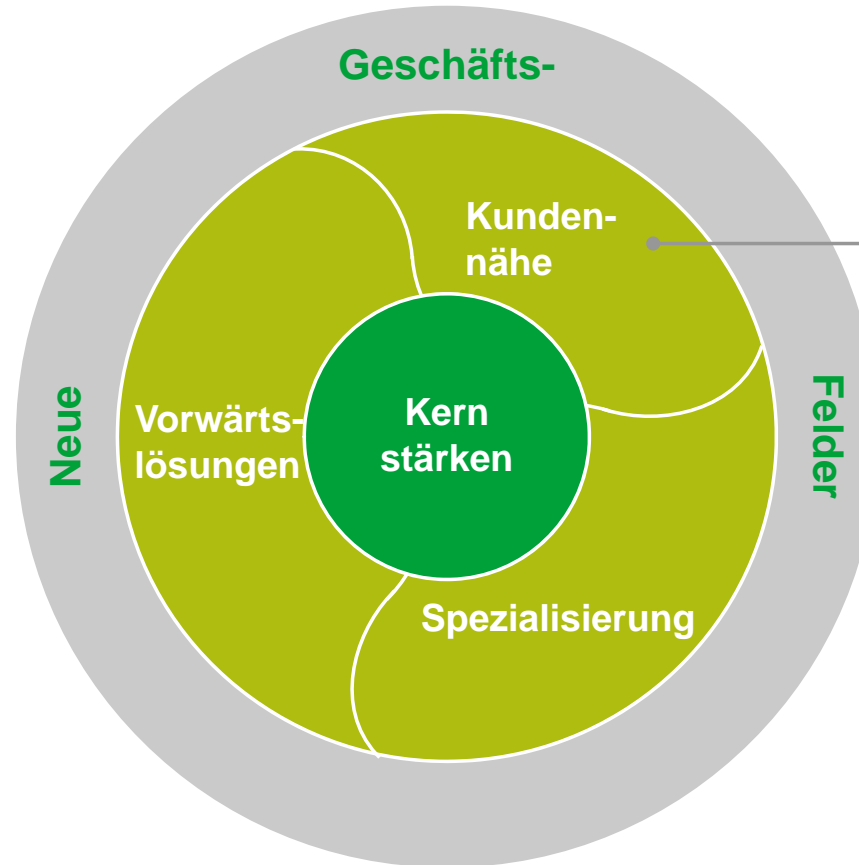 Geschäfts-
Kunden-
nähe
Neue
Vorwärts-
lösungen
Kern
stärken
Felder
Spezialisierung